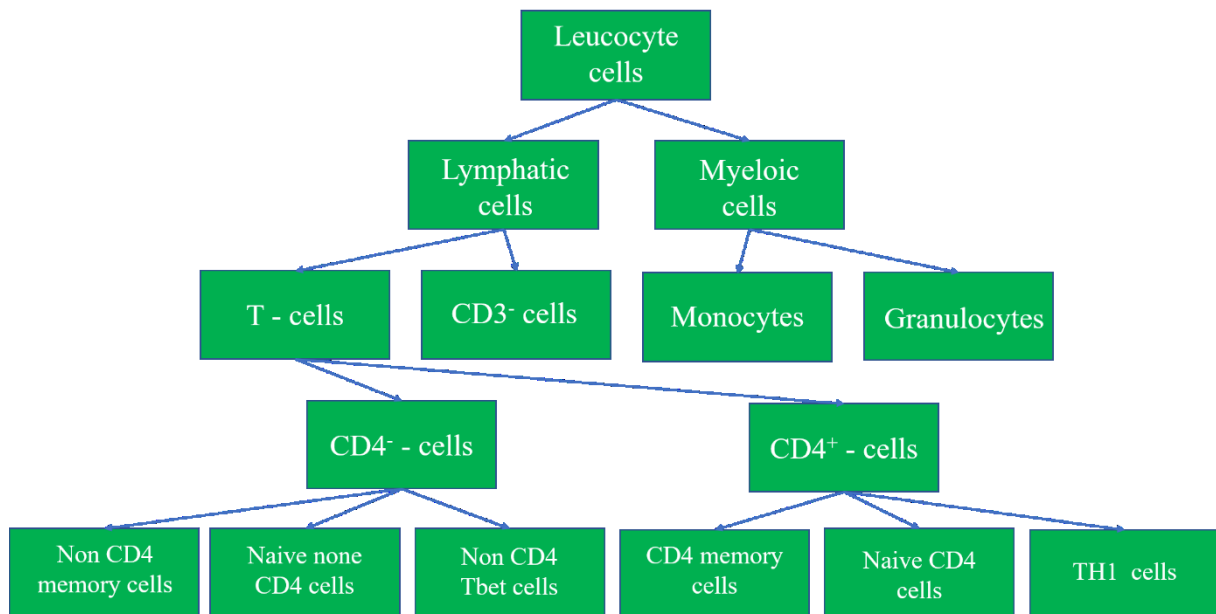 Leucocyte
cells
Lymphatic
cells
Myeloic
cells
T - cells
CD3⁻ cells
Monocytes
Granulocytes
CD4⁻ - cells
CD4⁺ - cells
Non CD4
memory cells
Naive none
CD4 cells
Non CD4
Tbet cells
CD4 memory
cells
Naive CD4
cells
TH1 cells